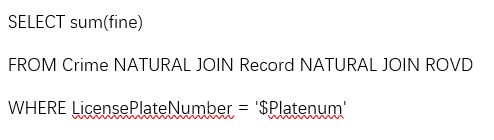 SELECT sum(fine)
FROM Crime NATURAL JOIN Record NATURAL JOIN ROVD
WHERE LicensePlateNumber = '$Platenum'